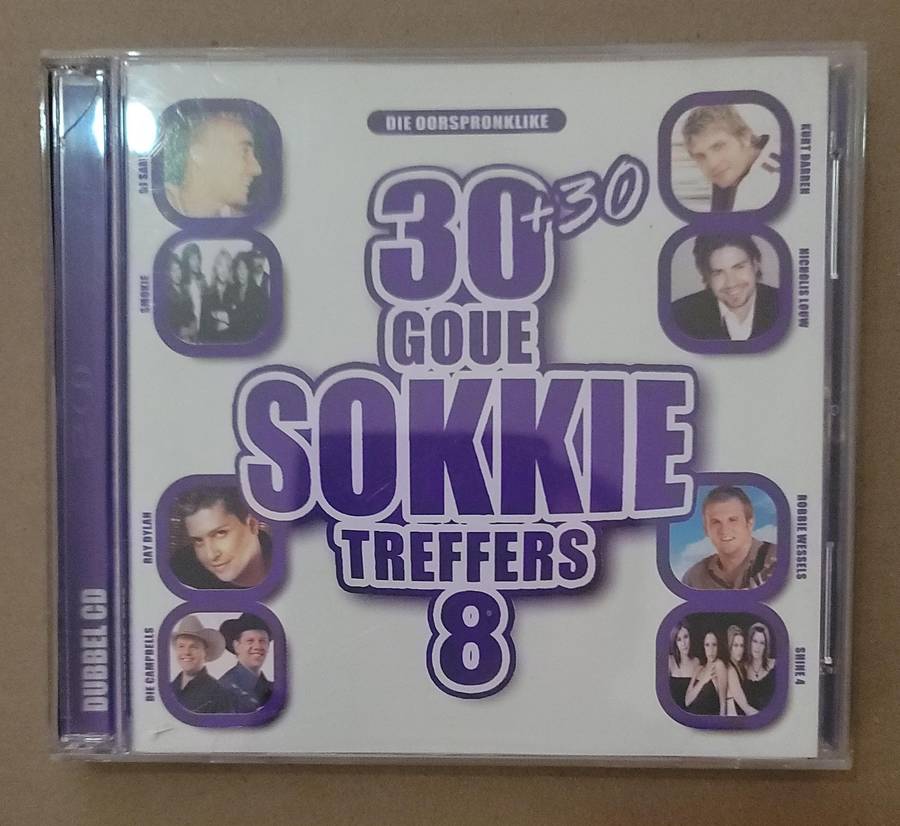 DIE OORSPRONKLIKE
30
+30
GOUE
SOKKIE
TREFFERS
8
SMOKIE
RAY DYLAN
DIE CAMPBELLS
KURT DARREN
NICHOLIS LOUW
ROBBIE WESSELS
SHINE 4
DUBBEL CD